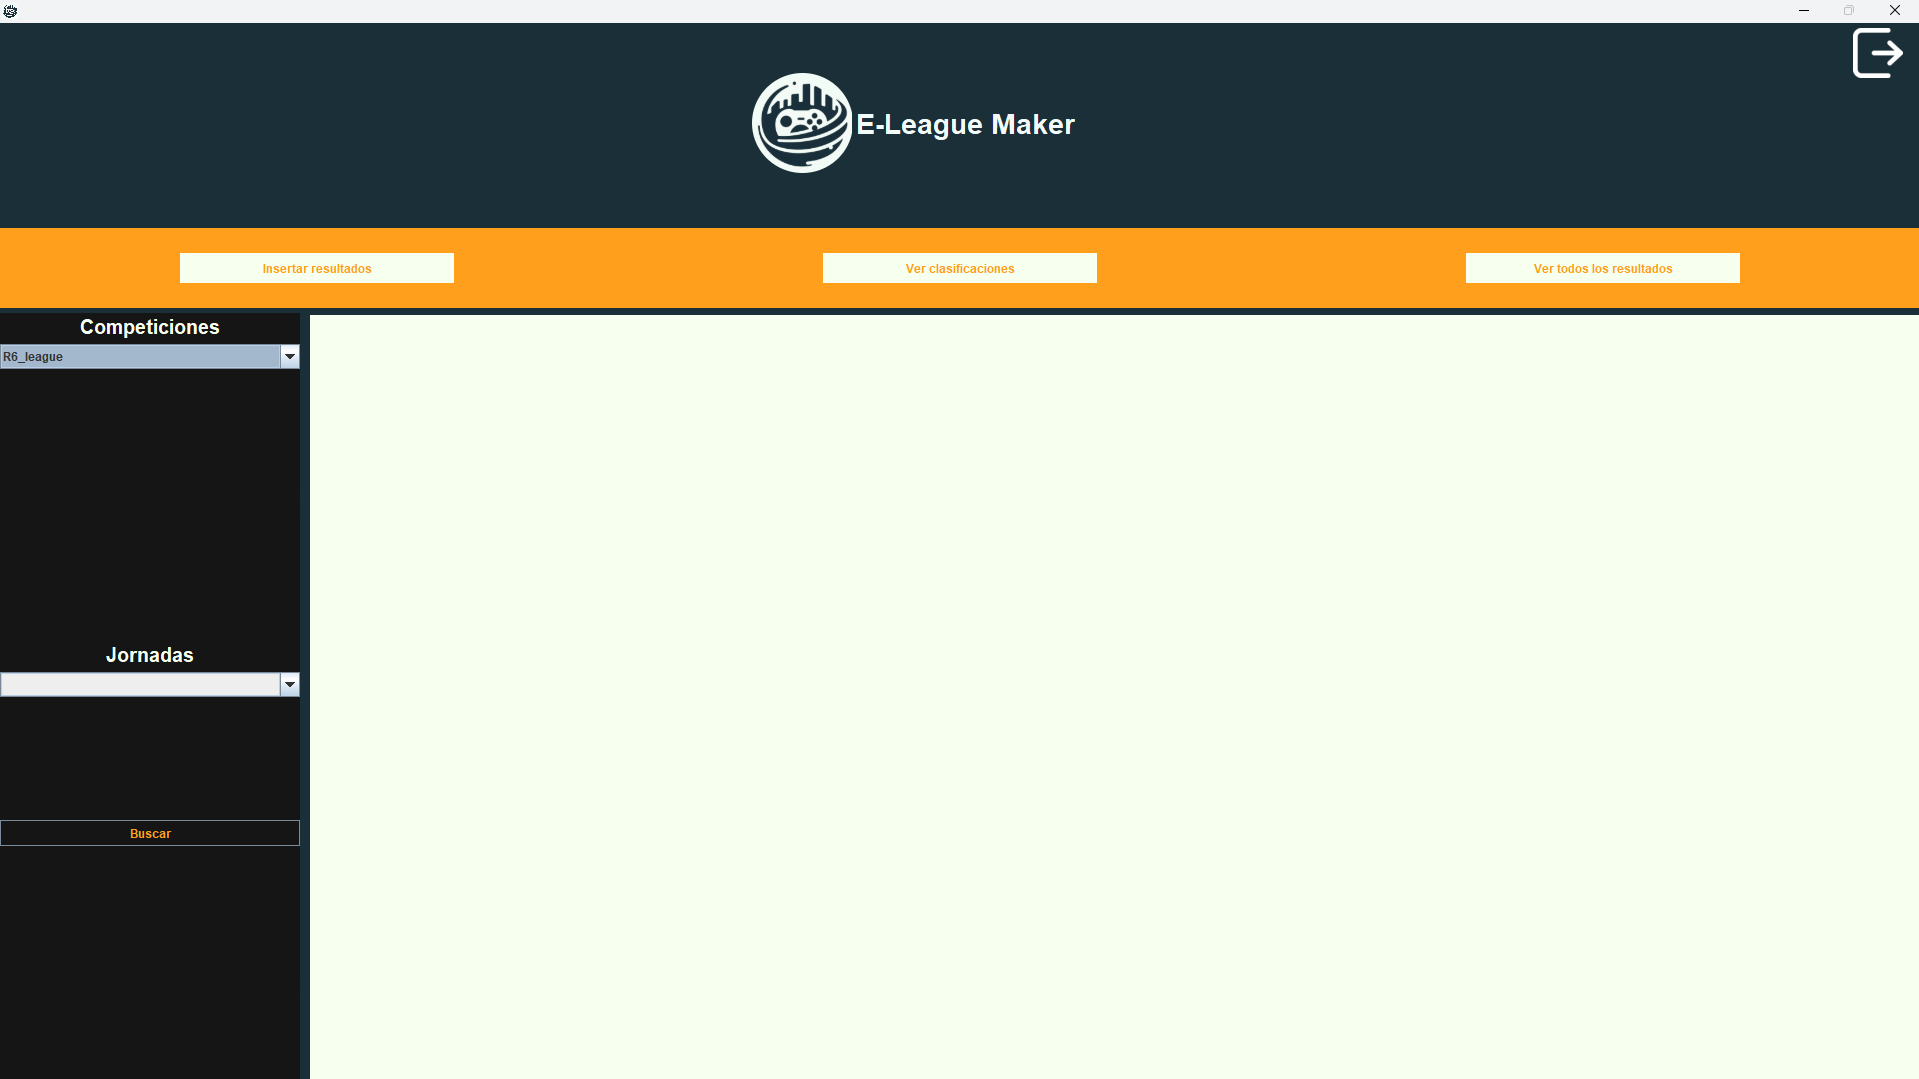 E-League Maker
Insertar resultados
Ver clasificaciones
Ver todos los resultados
Competiciones
R6_league
Jornadas
Buscar